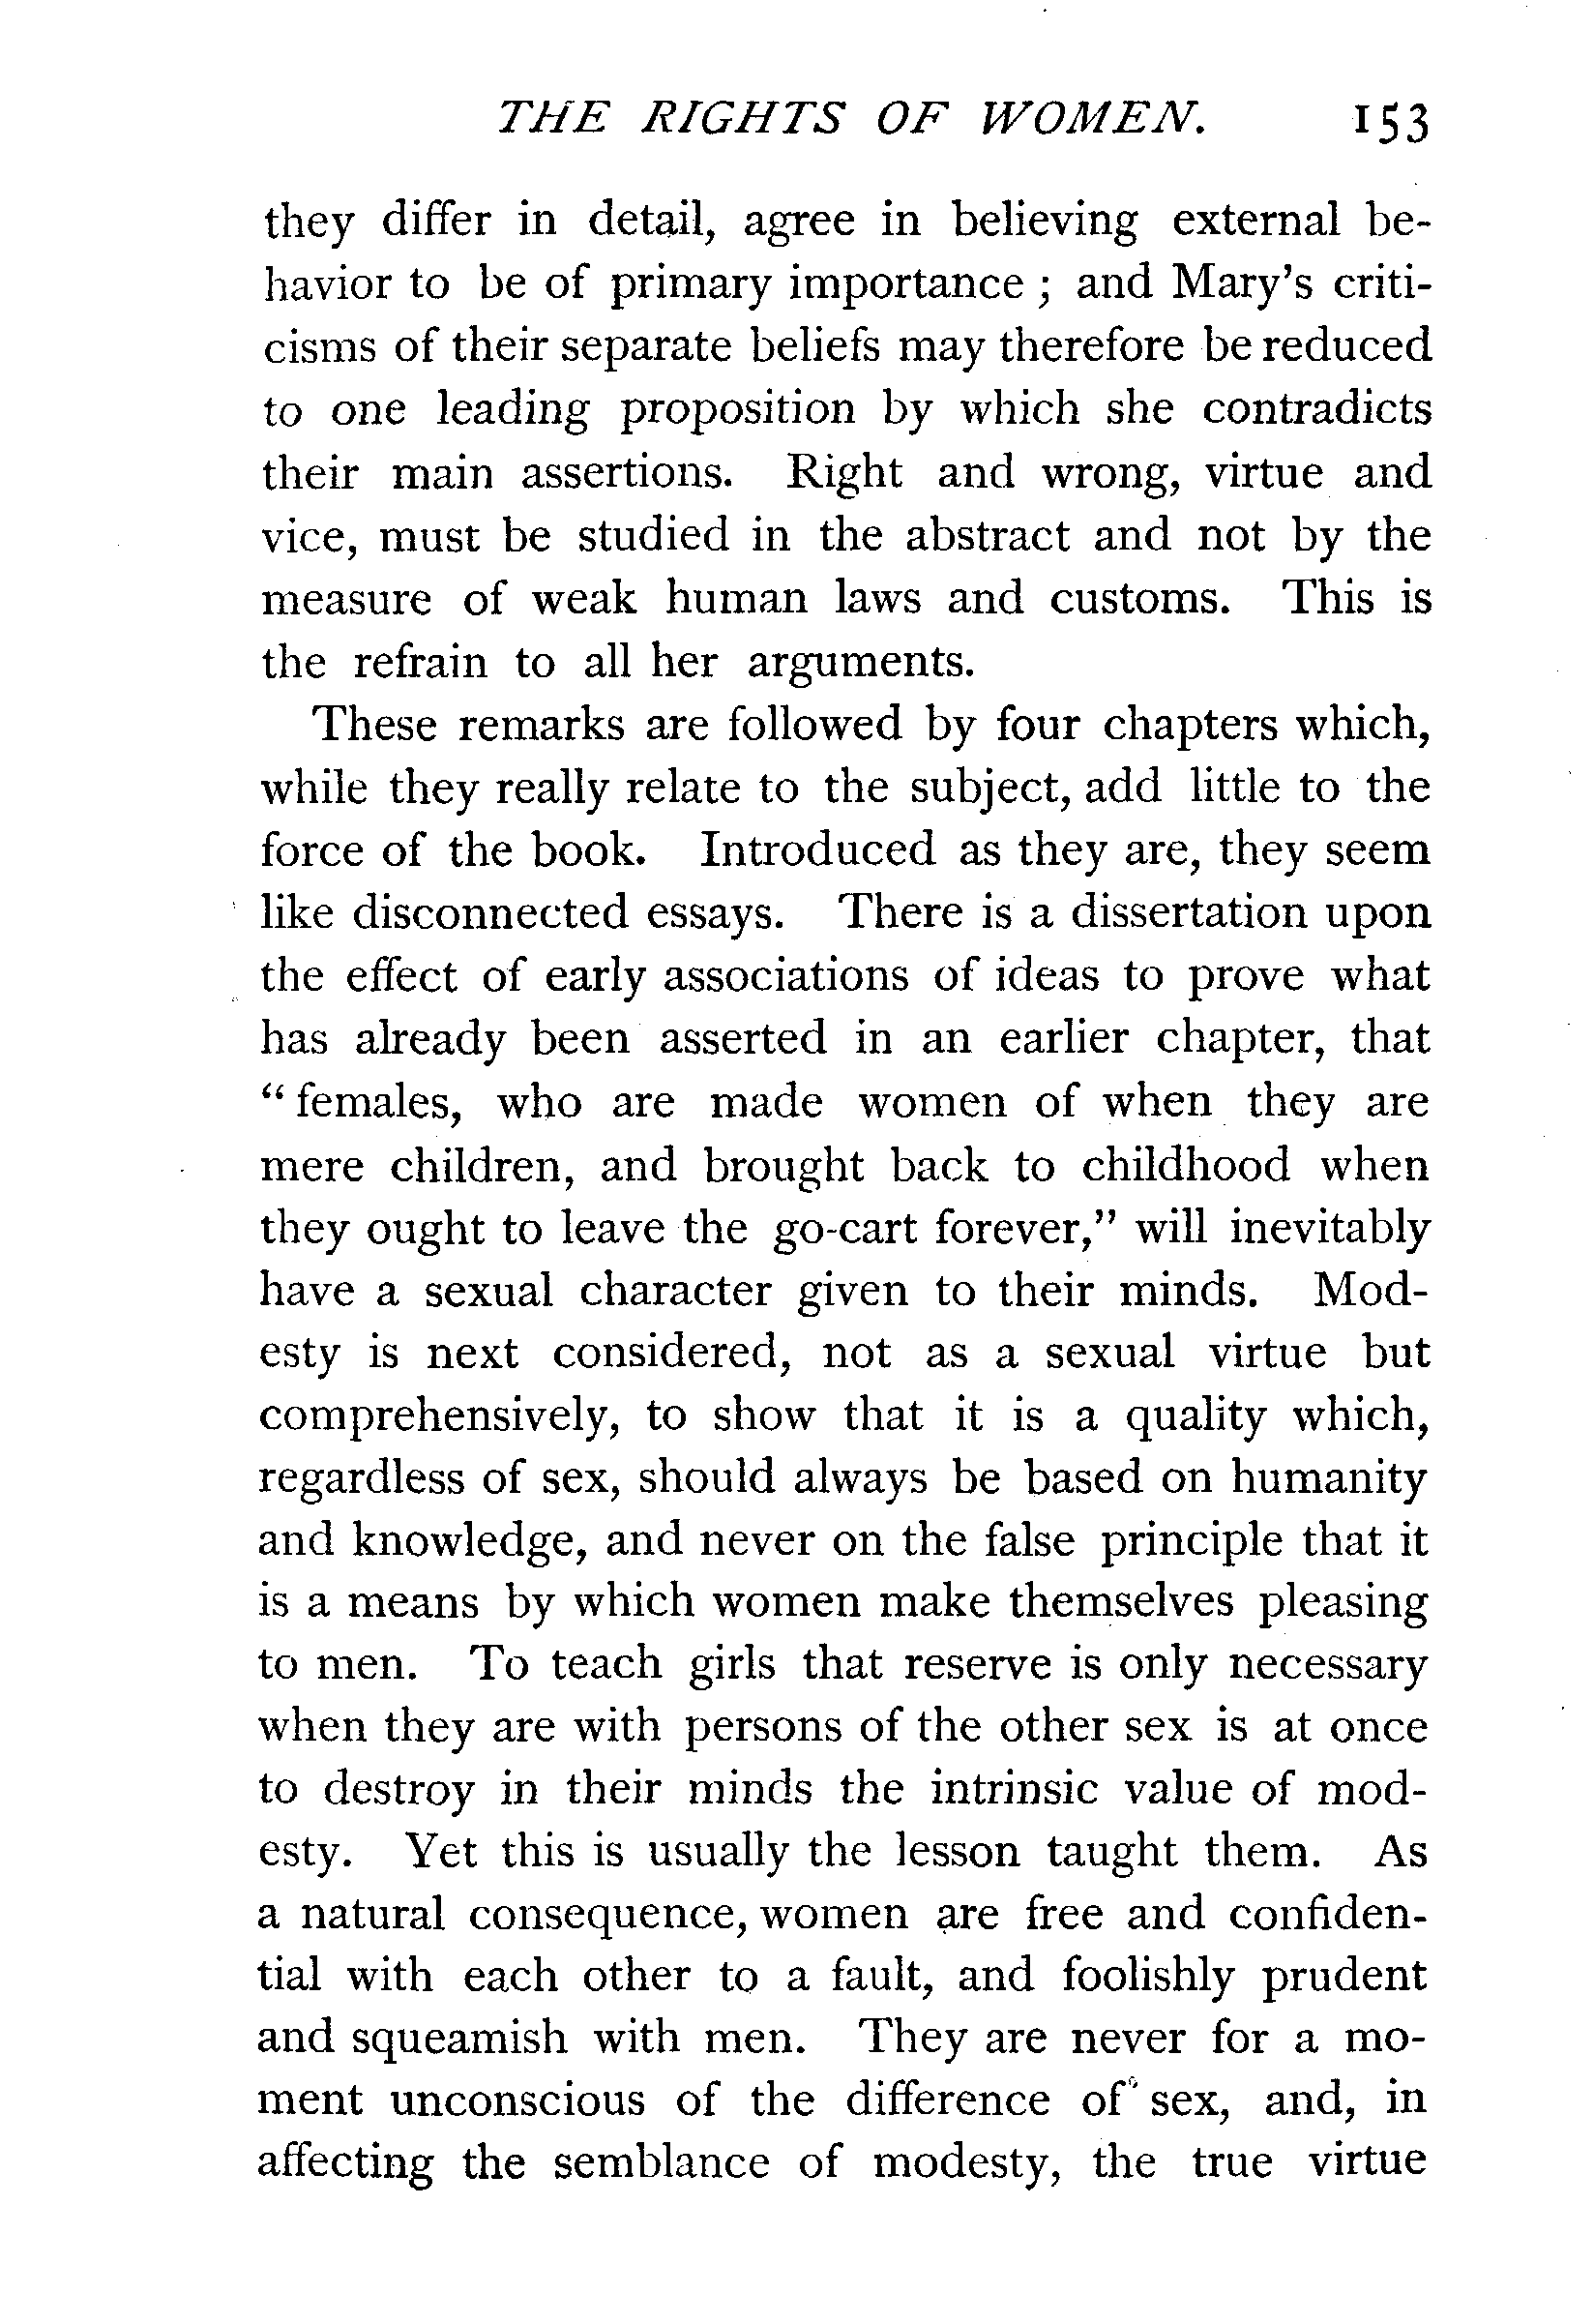 THE RIGHTS OF WOMEN. 153
they differ in detail, agree in believing external be-
havior to be of primary importance ; and Mary's criti-
cisms of their separate beliefs may therefore be reduced
to one leading proposition by which she contradicts
their main assertions. Right and wrong, virtue and
vice, must be studied in the abstract and not by the
measure of weak human laws and customs. This is
the refrain to all her arguments.
These remarks are followed by four chapters which,
while they really relate to the subject, add little to the
force of the book. Introduced as they are, they seem
like disconnected essays. There is a dissertation upon
the effect of early associations of ideas to prove what
has already been asserted in an earlier chapter, that
“ females, who are made women of when they are
mere children, and brought back to childhood when
they ought to leave the go-cart forever,” will inevitably
have a sexual character given to their minds. Mod-
esty is next considered, not as a sexual virtue but
comprehensively, to show that it is a quality which,
regardless of sex, should always be based on humanity
and knowledge, and never on the false principle that it
is a means by which women make themselves pleasing
to men. To teach girls that reserve is only necessary
when they are with persons of the other sex is at once
to destroy in their minds the intrinsic value of mod-
esty. Yet this is usually the lesson taught them. As
a natural consequence, women are free and confiden-
tial with each other to a fault, and foolishly prudent
and squeamish with men. They are never for a mo-
ment unconscious of the difference of sex, and, in
affecting the semblance of modesty, the true virtue